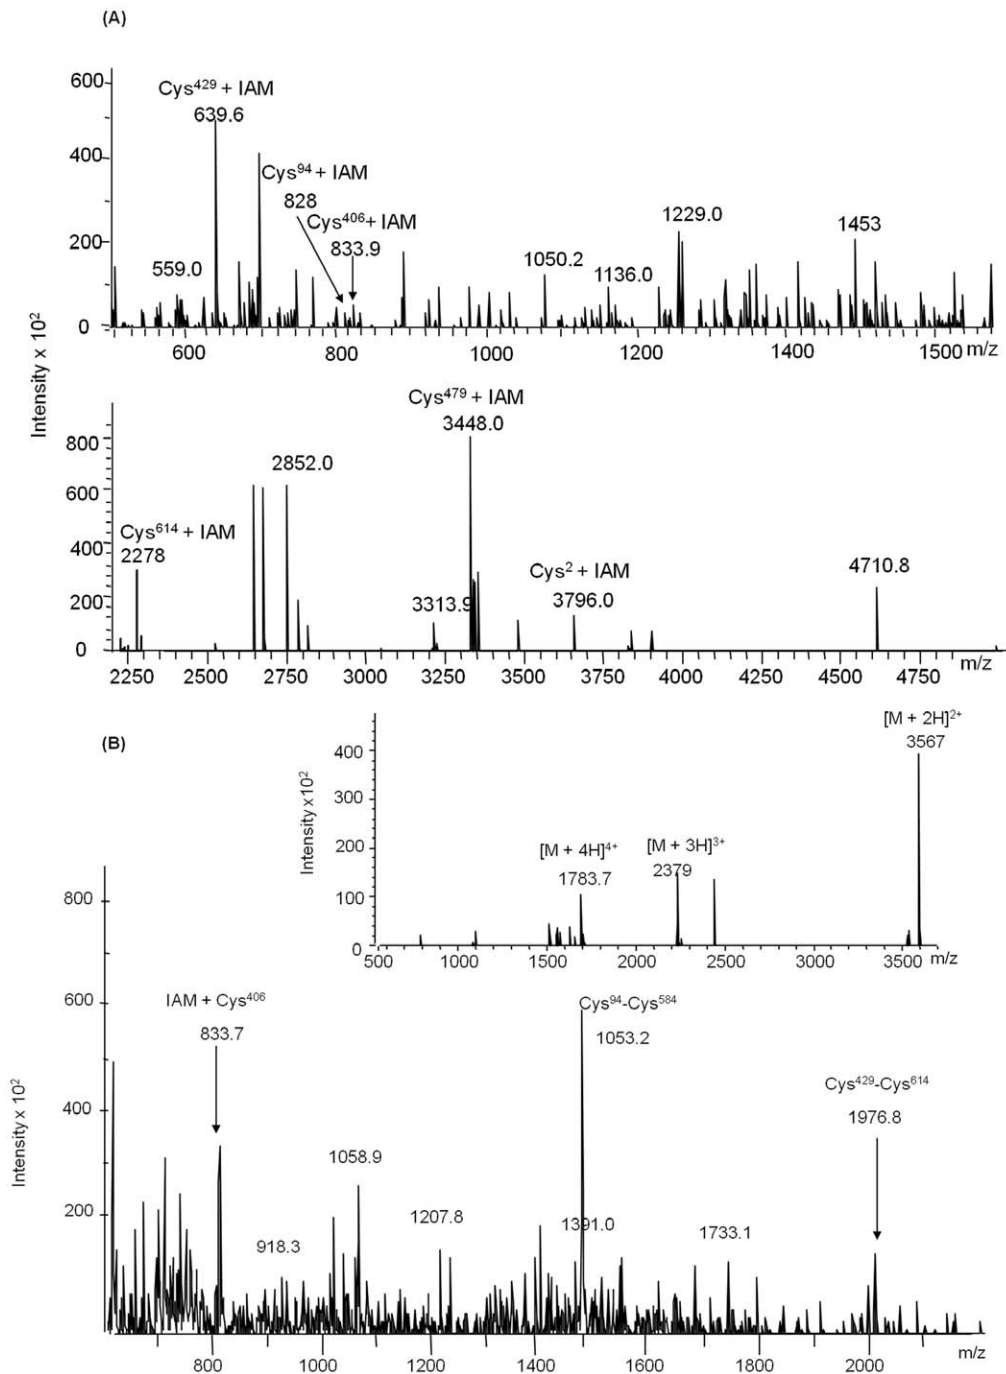 (A)
Intensity x 10²
600
400
200
0
Cys⁴²⁹ + IAM
639.6
Cys⁹⁴ + IAM
828
Cys⁴⁰⁶+ IAM
833.9
559.0
1050.2
1136.0
1229.0
1453
600 800 1000 1200 1400 1500 m/z
800
600
400
200
0
Cys⁶¹⁴ + IAM
2278
2852.0
Cys⁴⁷⁹ + IAM
3448.0
3313.9
Cys² + IAM
3796.0
4710.8
2250 2500 2750 3000 3250 3500 3750 4000 4250 4500 4750 m/z
(B)
Intensity x10²
400
300
200
100
0
[M + 4H]⁴⁺
1783.7
[M + 3H]³⁺
2379
[M + 2H]²⁺
3567
500 1000 1500 2000 2500 3000 3500 m/z
Intensity x 10²
800
600
400
200
IAM + Cys⁴⁰⁶
833.7
918.3
1058.9
1207.8
1391.0
Cys⁹⁴-Cys⁵⁸⁴
1053.2
1733.1
Cys⁴²⁹-Cys⁶¹⁴
1976.8
800 1000 1200 1400 1600 1800 2000 m/z